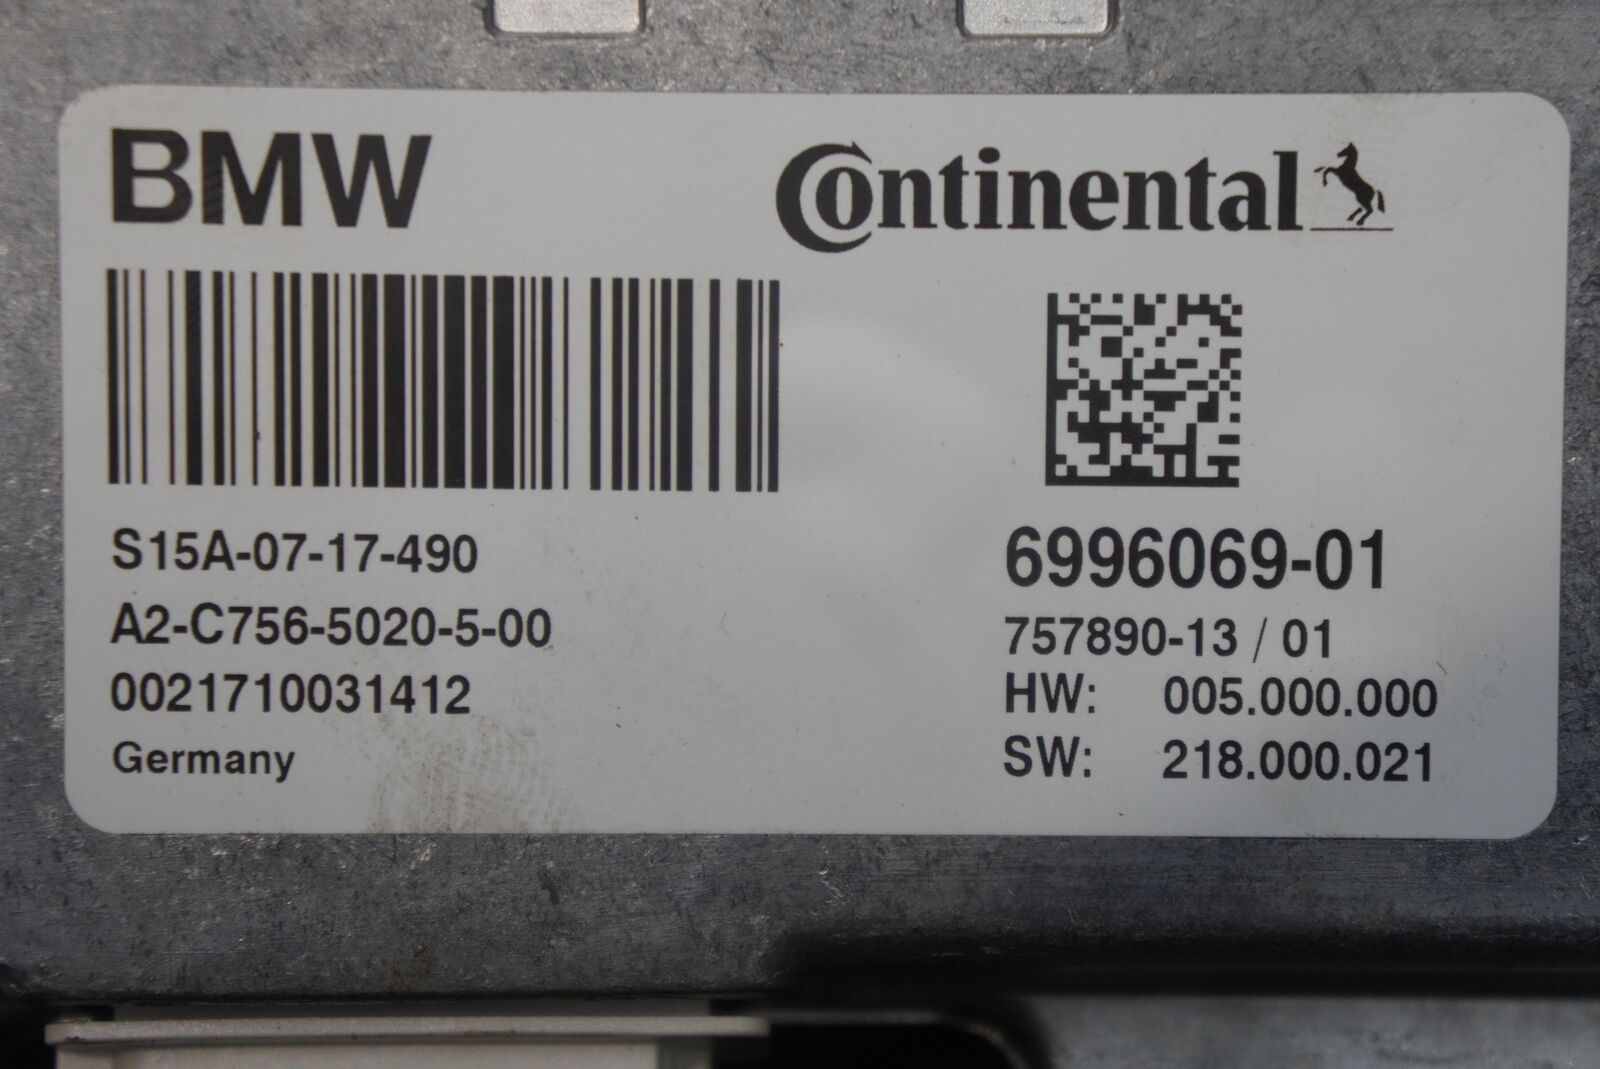 BMW
Continental
S15A-07-17-490
A2-C756-5020-5-00
0021710031412
Germany
6996069-01
757890-13 / 01
HW: 005.000.000
SW: 218.000.021